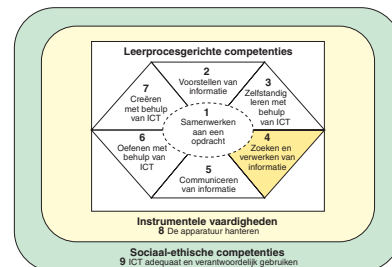 Leerprocesgerichte competenties
2
Voorstellen van
informatie
7
Creëren
met behulp
van ICT
3
Zelfstandig
leren met
behulp
van ICT
1
Samenwerken
aan een
opdracht
6
Oefenen met
behulp van
ICT
4
Zoeken en
verwerken van
informatie
5
Communiceren
van informatie
Instrumentele vaardigheden
8 De apparatuur hanteren
Sociaal-ethische competenties
9 ICT adequaat en verantwoordelijk gebruiken